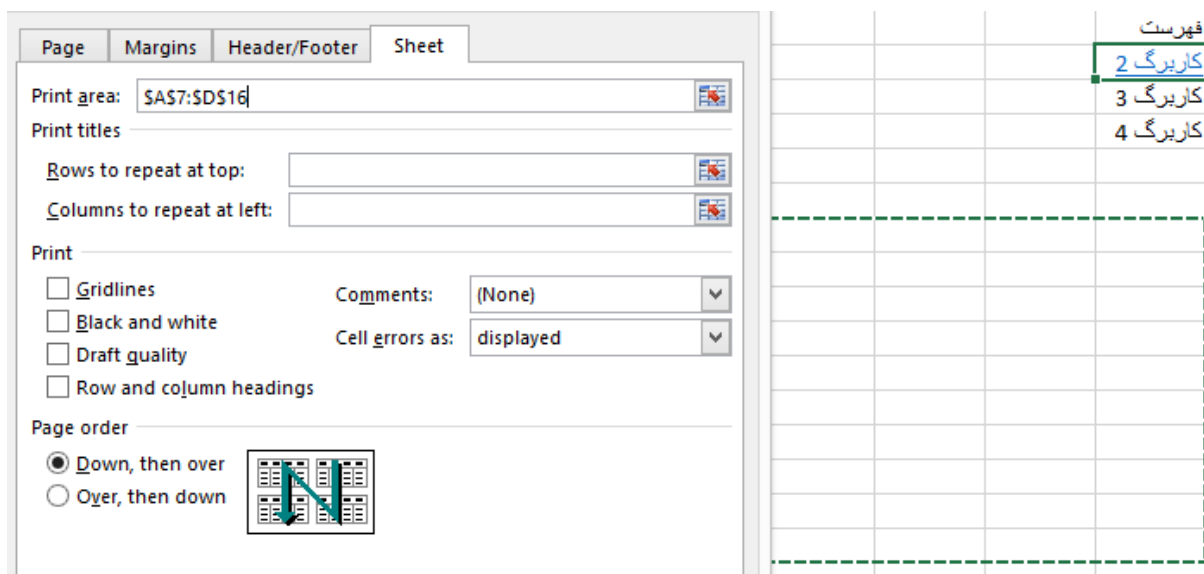 Page Margins Header/Footer Sheet
Print area: $A$7:$D$16
Print titles
Rows to repeat at top:
Columns to repeat at left:
Print
Gridlines
Black and white
Draft quality
Row and column headings
Comments: (None)
Cell errors as: displayed
Page order
Down, then over
Over, then down
فهرست
کاربرگ 2
کاربرگ 3
کاربرگ 4